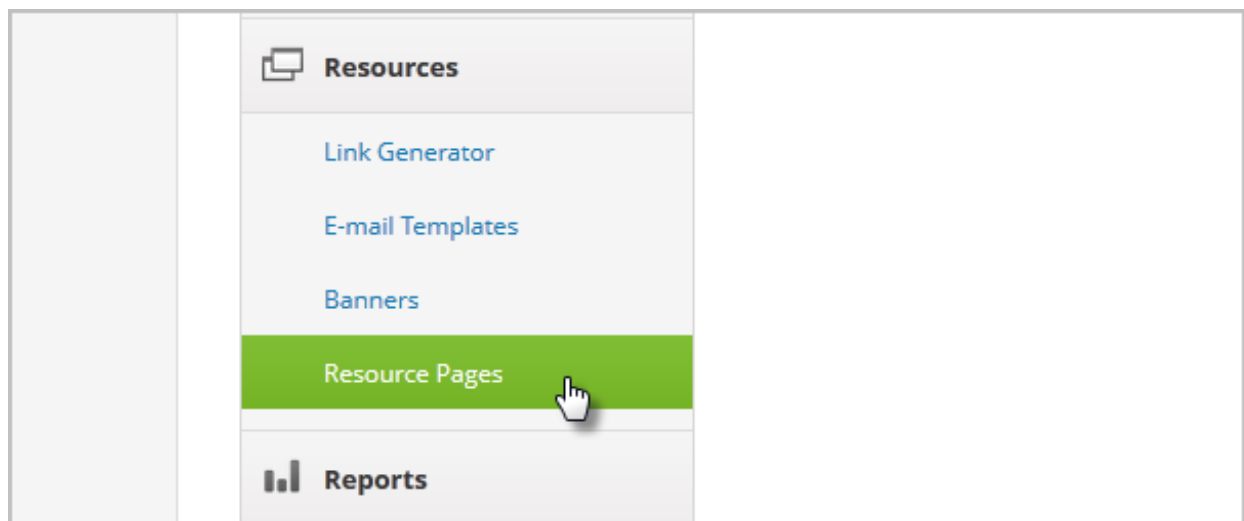 Resources
Link Generator
E-mail Templates
Banners
Resource Pages
Reports